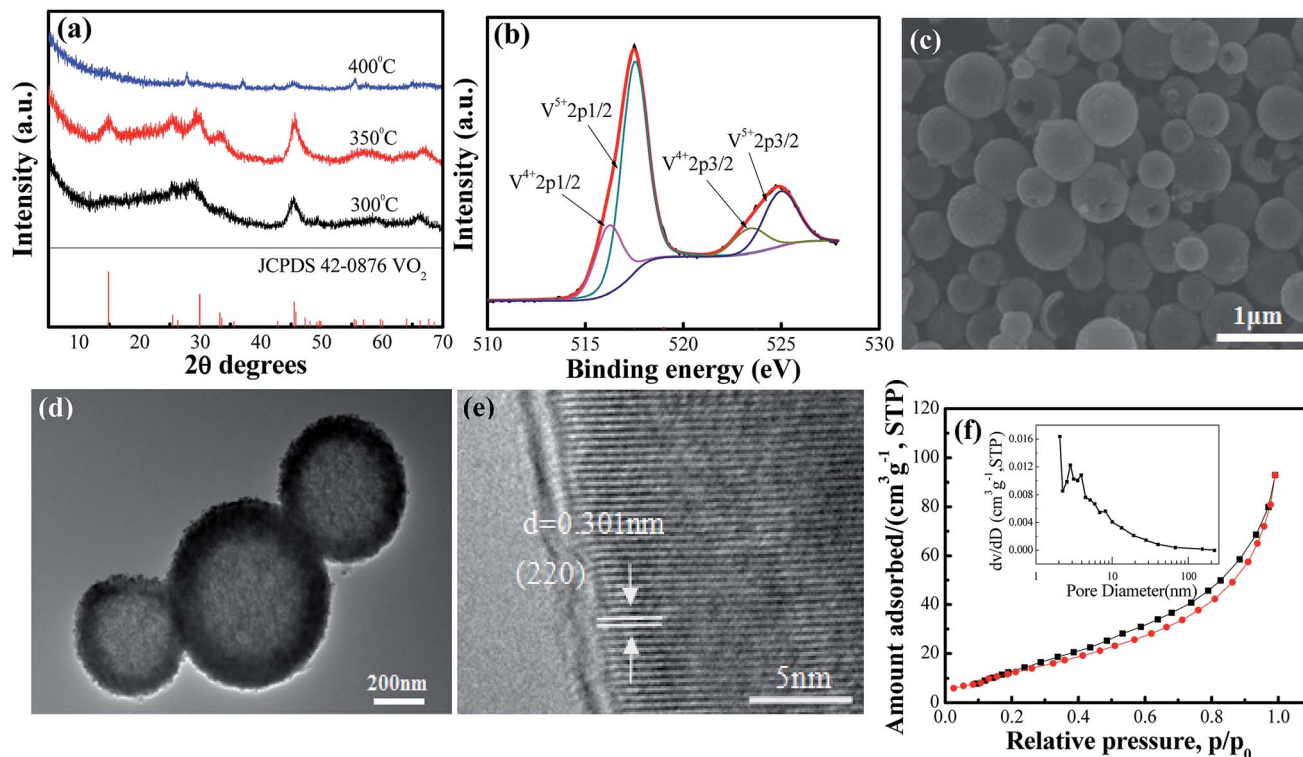 (a)
Intensity (a.u.)
400⁰C
350⁰C
300⁰C
JCPDS 42-0876 VO₂
10 20 30 40 50 60 70
2θ degrees
(b)
Intensity (a.u.)
V⁵⁺2p1/2
V⁴⁺2p1/2
V⁵⁺2p3/2
V⁴⁺2p3/2
510 515 520 525 530
Binding energy (eV)
(c)
1μm
(d)
200nm
(e)
d=0.301nm
(220)
5nm
(f)
Amount adsorbed/(cm³g⁻¹, STP)
120
100
80
60
40
20
0
0.0 0.2 0.4 0.6 0.8 1.0
Relative pressure, p/p₀
dv/dD (cm³g⁻¹,STP)
0.016
0.012
0.008
0.004
0.000
1 10 100
Pore Diameter(nm)